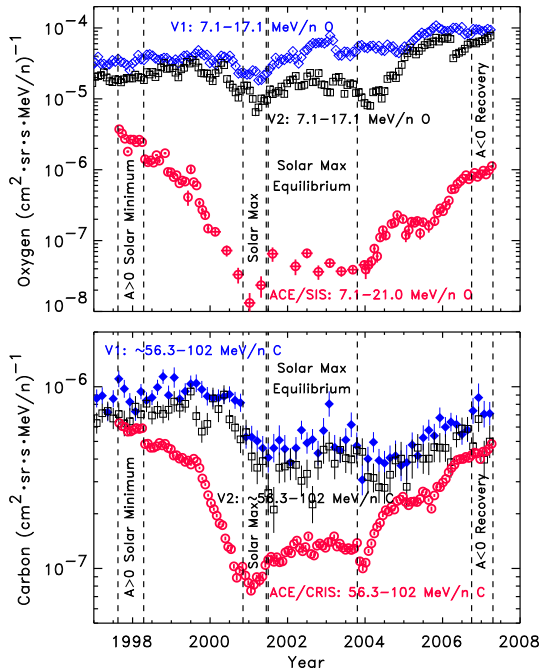 10⁻⁴
V1: 7.1−17.1 MeV/n O
10⁻⁵
V2: 7.1−17.1 MeV/n O
10⁻⁶
Solar Max
Equilibrium
10⁻⁷
10⁻⁸
ACE/SIS: 7.1−21.0 MeV/n O
A>0 Solar Minimum
Solar Max
A<0 Recovery
Oxygen (cm²·sr·s·MeV/n)⁻¹
V1: ~56.3−102 MeV/n C
10⁻⁶
Solar Max
Equilibrium
V2: ~56.3−102 MeV/n C
10⁻⁷
ACE/CRIS: 56.3−102 MeV/n C
A>0 Solar Minimum
Solar Max
A<0 Recovery
Carbon (cm²·sr·s·MeV/n)⁻¹
1998 2000 2002 2004 2006 2008
Year